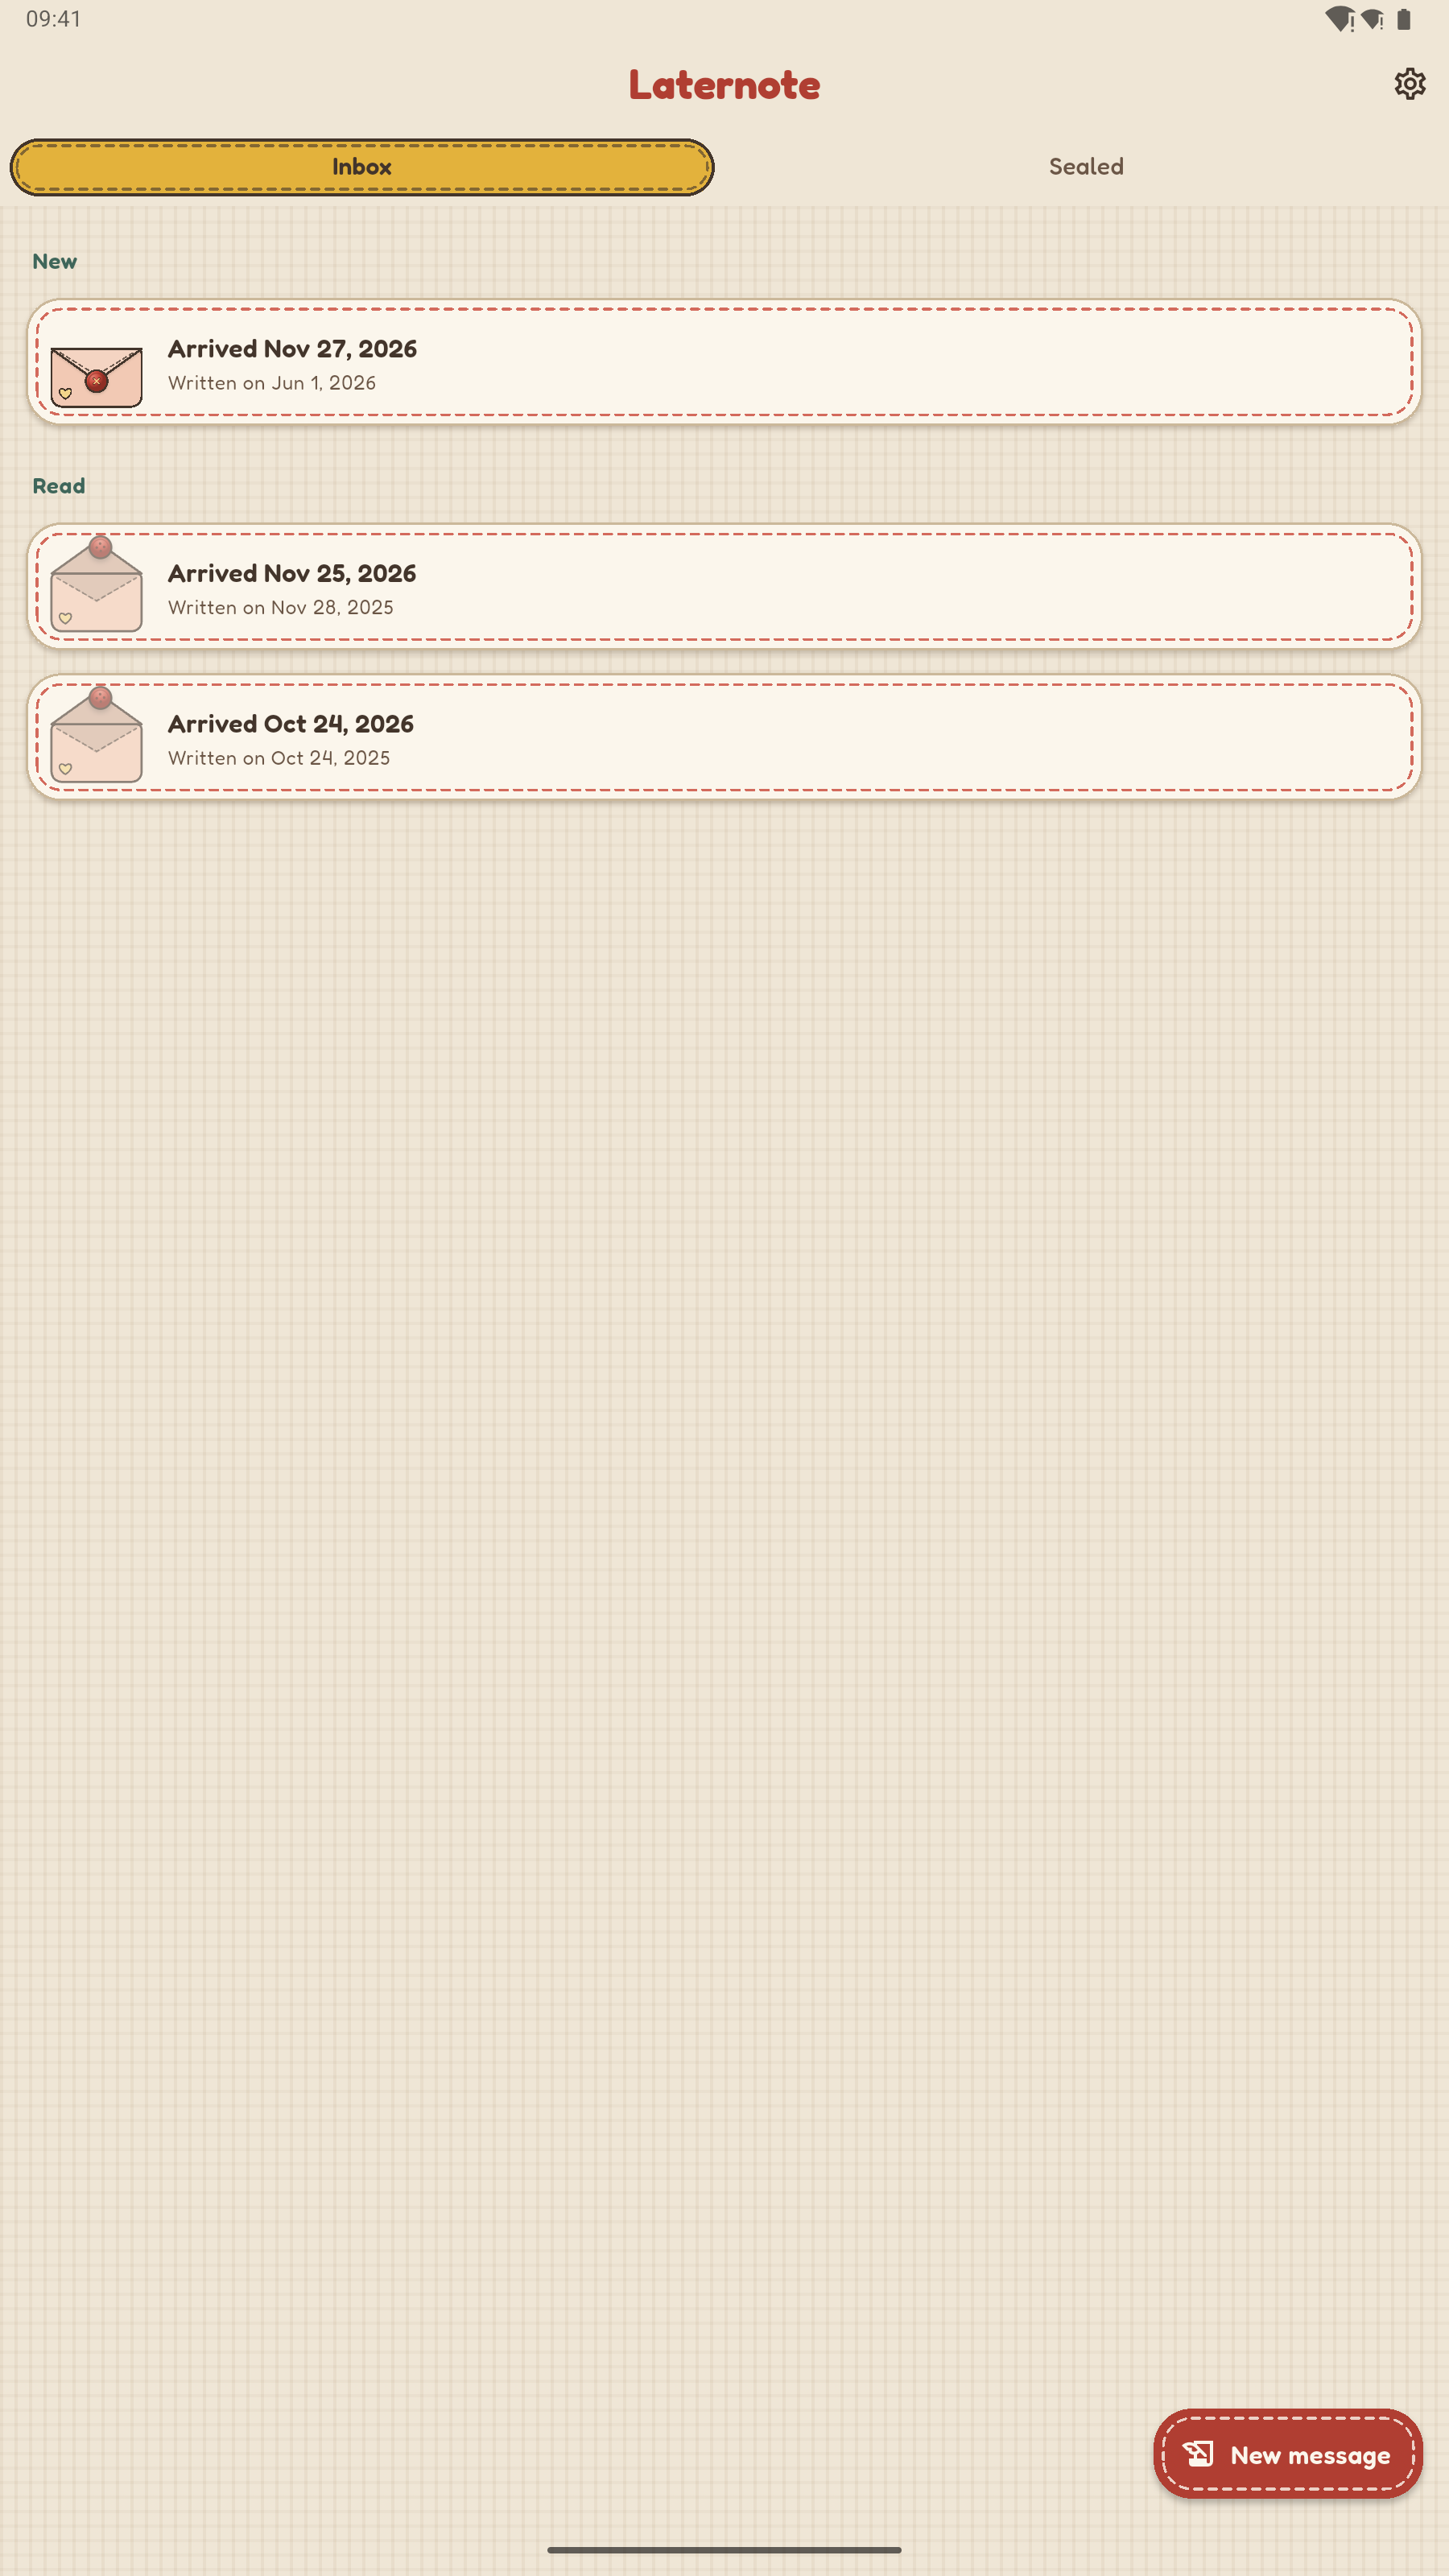 09:41
Laternote
Inbox
Sealed
New
Arrived Nov 27, 2026
Written on Jun 1, 2026
Read
Arrived Nov 25, 2026
Written on Nov 28, 2025
Arrived Oct 24, 2026
Written on Oct 24, 2025
New message